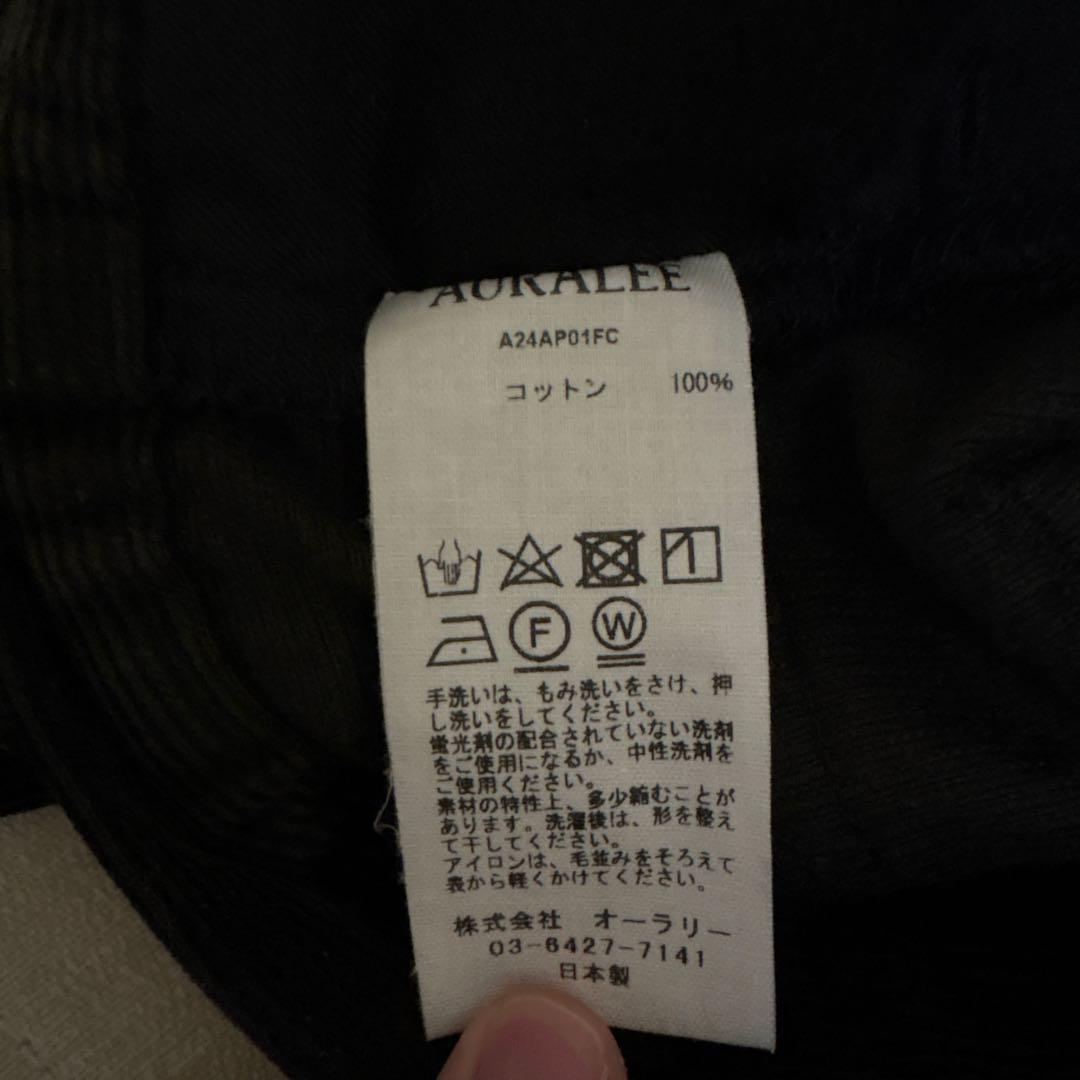 AURALEE
A24AP01FC
コットン 100%
F W
手洗いは、もみ洗いをさけ、押
し洗いをしてください。
蛍光剤の配合されていない洗剤
をご使用になるか、中性洗剤を
ご使用ください。
素材の特性上、多少縮むことが
あります。洗濯後は、形を整え
て干してください。
アイロンは、毛並みをそろえて
表から軽くかけてください。
株式会社 オーラリー
03-6427-7141
日本製